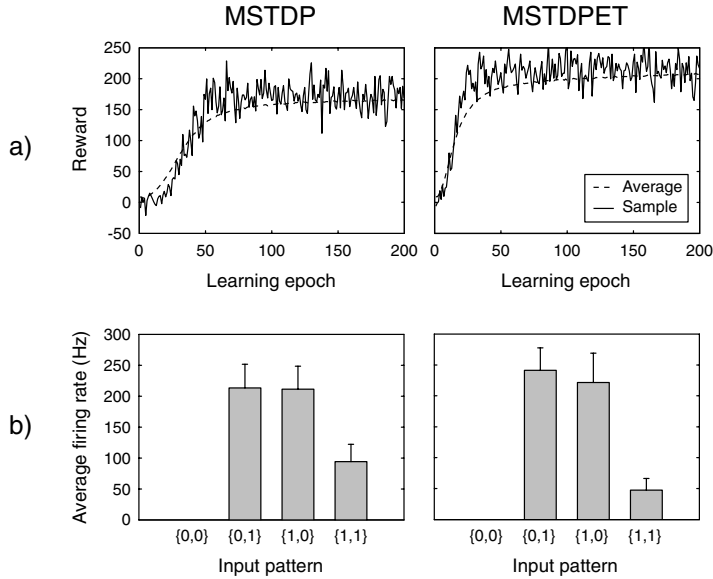 MSTDP
MSTDPET
a)
Reward
250
200
150
100
50
0
-50
0 50 100 150 200
Learning epoch
0 50 100 150 200
Learning epoch
Average
Sample
b)
Average firing rate (Hz)
300
250
200
150
100
50
0
{0,0} {0,1} {1,0} {1,1}
Input pattern
{0,0} {0,1} {1,0} {1,1}
Input pattern